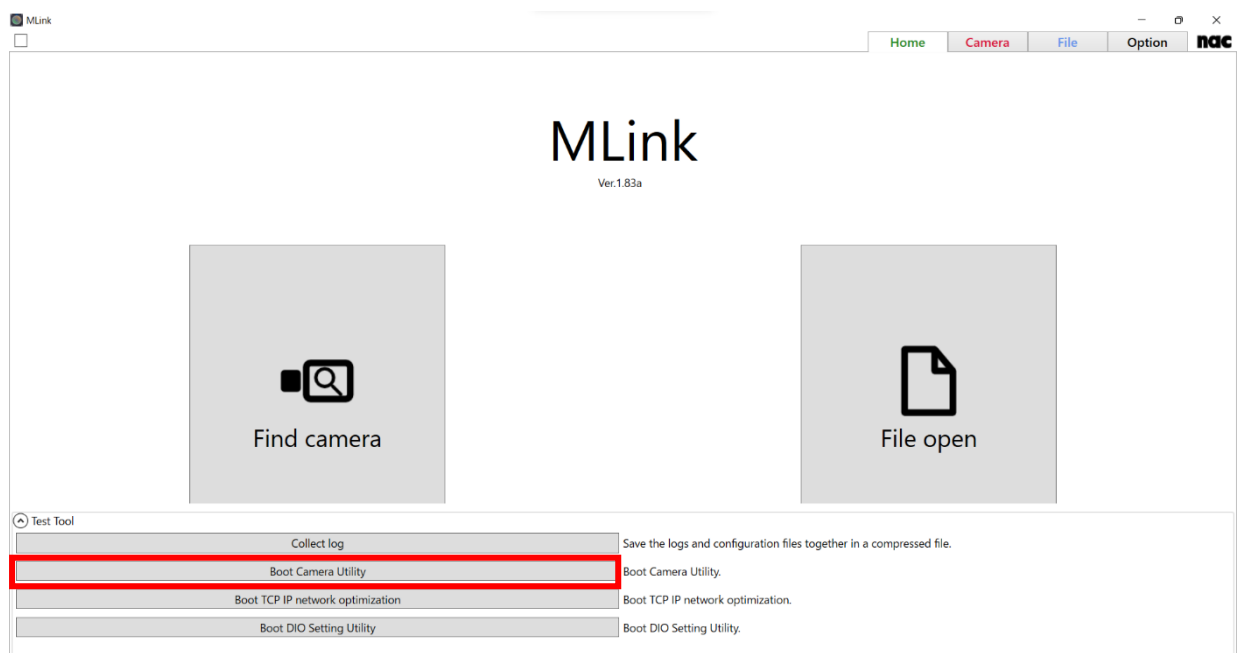 MLink
Home Camera File Option nac
MLink
Ver.1.83a
Find camera
File open
Test Tool
Collect log Save the logs and configuration files together in a compressed file.
Boot Camera Utility Boot Camera Utility.
Boot TCP IP network optimization Boot TCP IP network optimization.
Boot DIO Setting Utility Boot DIO Setting Utility.